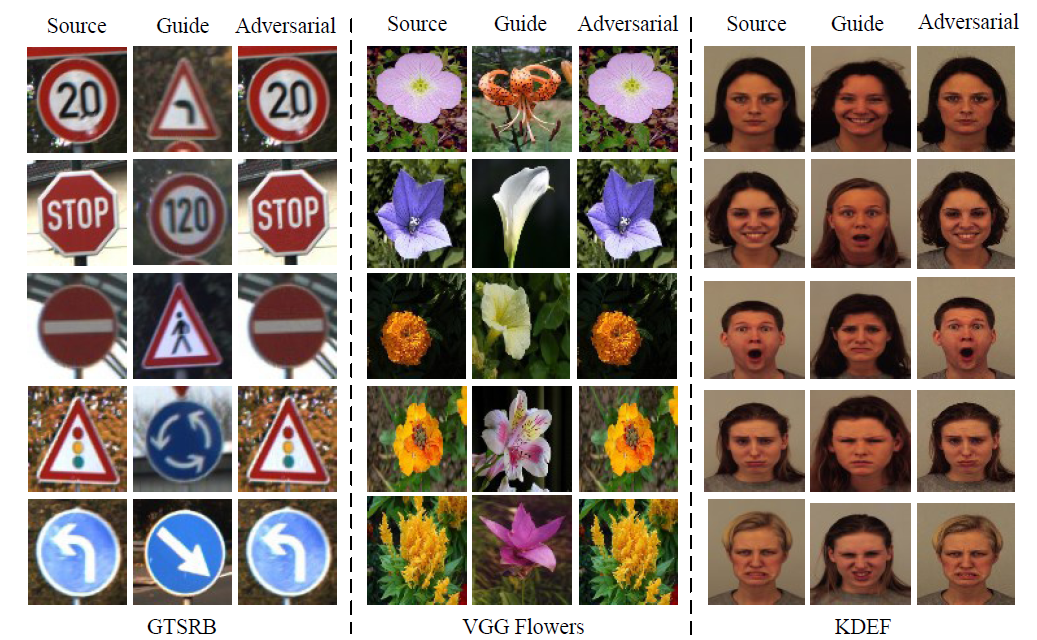 Source Guide Adversarial Source Guide Adversarial Source Guide Adversarial
20 20
STOP 120 STOP
GTSRB VGG Flowers KDEF